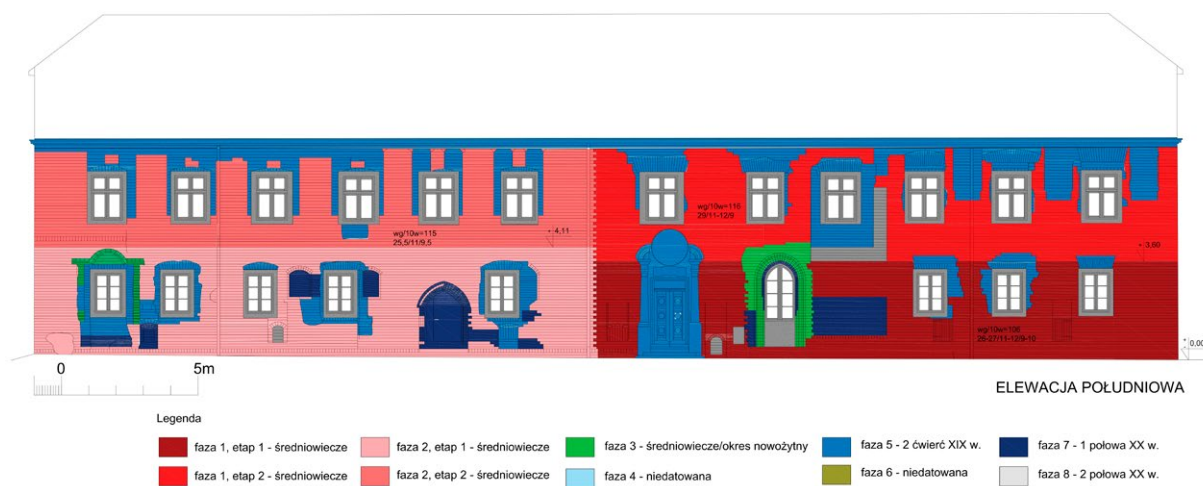 wg/10w=116
29/11-12/9
wg/10w=115
25,5/11/9,5
4,11
3,60
wg/10w=106
26-27/11-12/9-10
0,00
0 5m
ELEWACJA POŁUDNIOWA
Legenda
faza 1, etap 1 - średniowiecze
faza 2, etap 1 - średniowiecze
faza 3 - średniowiecze/okres nowożytny
faza 5 - 2 ćwierć XIX w.
faza 7 - 1 połowa XX w.
faza 1, etap 2 - średniowiecze
faza 2, etap 2 - średniowiecze
faza 4 - niedatowana
faza 6 - niedatowana
faza 8 - 2 połowa XX w.